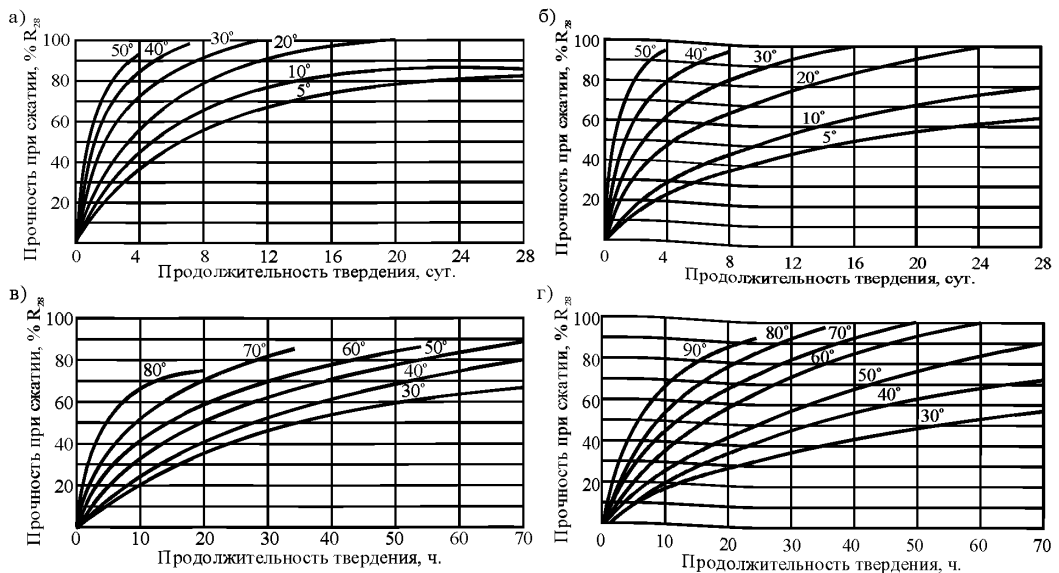 а)
Прочность при сжатии, % R28
100
80
60
40
20
50° 40° 30° 20°
10°
5°
0 4 8 12 16 20 24 28
Продолжительность твердения, сут.
б)
Прочность при сжатии, % R28
100
80
60
40
20
50° 40° 30°
20°
10°
5°
0 4 8 12 16 20 24 28
Продолжительность твердения, сут.
в)
Прочность при сжатии, % R28
100
80
60
40
20
80° 70° 60° 50°
40°
30°
0 10 20 30 40 50 60 70
Продолжительность твердения, ч.
г)
Прочность при сжатии, % R28
100
80
60
40
20
90° 80° 70°
60°
50°
40°
30°
0 10 20 30 40 50 60 70
Продолжительность твердения, ч.